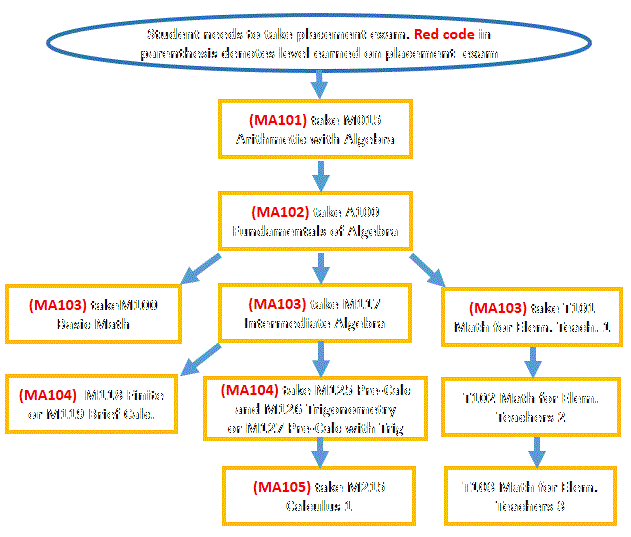 Student needs to take placement exam. Red code in
parenthesis denotes level earned on placement exam
(MA101) take M015
Arithmetic with Algebra
(MA102) take A100
Fundamentals of Algebra
(MA103) take M100
Basic Math
(MA103) take M117
Intermediate Algebra
(MA103) take T101
Math for Elem. Teach. 1
(MA104) M118 Finite
or M119 Brief Calc.
(MA104) take M125 Pre-Calc
and M126 Trigonometry
or M127 Pre-Calc with Trig
T102 Math for Elem.
Teachers 2
(MA105) take M215
Calculus 1
T103 Math for Elem.
Teachers 3